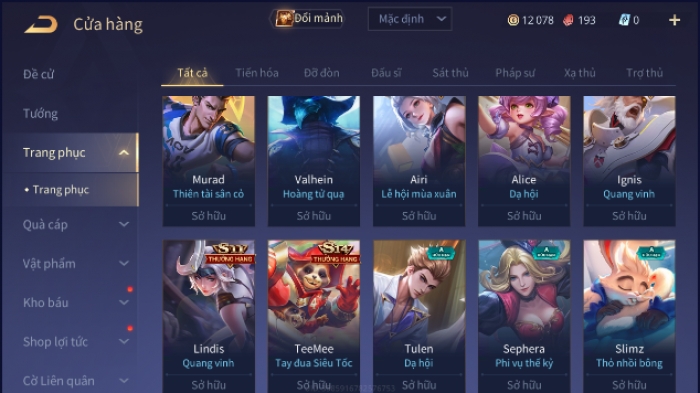 Cửa hàng
Đổi mảnh
Mặc định
12 078
193
0
Đề cử
Tướng
Trang phục
• Trang phục
Quà cáp
Vật phẩm
Kho báu
Shop lợi tức
Cờ Liên quân
Tất cả
Tiến hóa
Đỡ đòn
Đấu sĩ
Sát thủ
Pháp sư
Xạ thủ
Trợ thủ
Murad
Thiên tài sân cỏ
Sở hữu
Valhein
Hoàng tử quạ
Sở hữu
Airi
Lễ hội mùa xuân
Sở hữu
Alice
Dạ hội
Sở hữu
Ignis
Quang vinh
Sở hữu
S11
THƯỞNG HẠNG
Lindis
Quang vinh
Sở hữu
S14
THƯỞNG HẠNG
TeeMee
Tay đua Siêu Tốc
Sở hữu
A
Tulen
Dạ hội
Sở hữu
A
Sephera
Phi vụ thế kỷ
Sở hữu
A
Slimz
Thỏ nhồi bông
Sở hữu